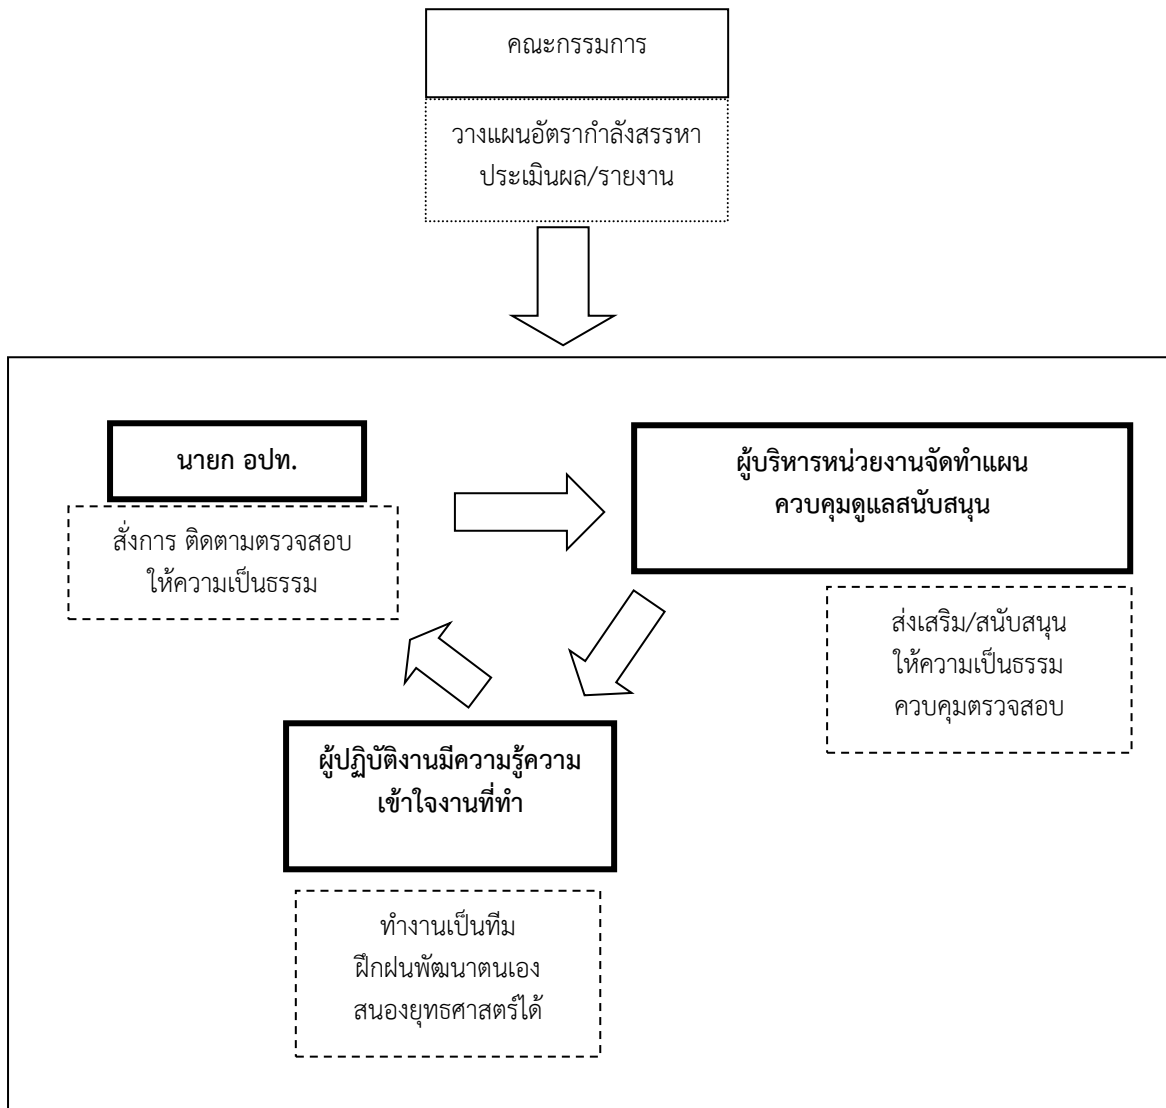 คณะกรรมการ
วางแผนอัตรากำลังสรรหา
ประเมินผล/รายงาน
นายก อปท.
สั่งการ ติดตามตรวจสอบ
ให้ความเป็นธรรม
ผู้บริหารหน่วยงานจัดทำแผน
ควบคุมดูแลสนับสนุน
ส่งเสริม/สนับสนุน
ให้ความเป็นธรรม
ควบคุมตรวจสอบ
ผู้ปฏิบัติงานมีความรู้ความ
เข้าใจงานที่ทำ
ทำงานเป็นทีม
ฝึกฝนพัฒนาตนเอง
สนองยุทธศาสตร์ได้